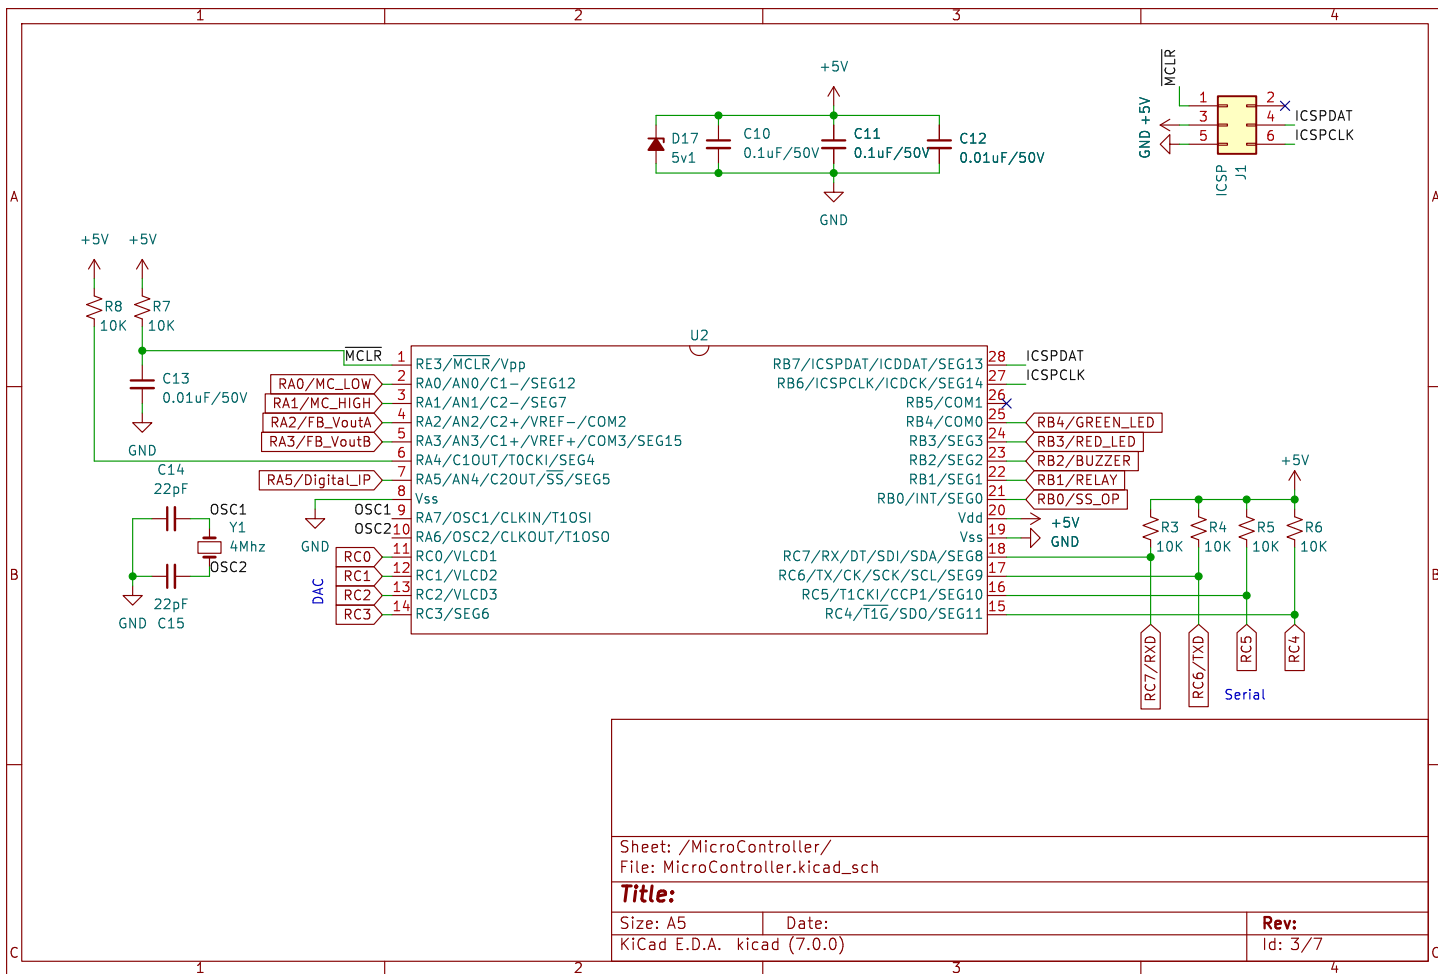 1 2 3 4
+5V
D17
5v1
C10
0.1uF/50V
C11
0.1uF/50V
C12
0.01uF/50V
GND
MCLR
+5V
GND
1 2
3 4
5 6
ICSPDAT
ICSPCLK
ICSP
J1
A A
+5V +5V
R8
10K
R7
10K
C13
0.01uF/50V
GND
U2
MCLR 1 RE3/MCLR/Vpp
RA0/MC_LOW 2 RA0/AN0/C1-/SEG12
RA1/MC_HIGH 3 RA1/AN1/C2-/SEG7
RA2/FB_VoutA 4 RA2/AN2/C2+/VREF-/COM2
RA3/FB_VoutB 5 RA3/AN3/C1+/VREF+/COM3/SEG15
6 RA4/C1OUT/T0CKI/SEG4
RA5/Digital_IP 7 RA5/AN4/C2OUT/SS/SEG5
8 Vss
GND
OSC1 9 RA7/OSC1/CLKIN/T1OSI
OSC2 10 RA6/OSC2/CLKOUT/T1OSO
RC0 11 RC0/VLCD1
RC1 12 RC1/VLCD2
RC2 13 RC2/VLCD3
RC3 14 RC3/SEG6
DAC
RB7/ICSPDAT/ICDDAT/SEG13 28 ICSPDAT
RB6/ICSPCLK/ICDCK/SEG14 27 ICSPCLK
RB5/COM1 26
RB4/COM0 25 RB4/GREEN_LED
RB3/SEG3 24 RB3/RED_LED
RB2/SEG2 23 RB2/BUZZER
RB1/SEG1 22 RB1/RELAY
RB0/INT/SEG0 21 RB0/SS_OP
Vdd 20 +5V
Vss 19 GND
RC7/RX/DT/SDI/SDA/SEG8 18
RC6/TX/CK/SCK/SCL/SEG9 17
RC5/T1CKI/CCP1/SEG10 16
RC4/T1G/SDO/SEG11 15
C14
22pF
OSC1
Y1
4Mhz
OSC2
22pF
GND C15
+5V
R3
10K
R4
10K
R5
10K
R6
10K
RC7/RXD
RC6/TXD
RC5
RC4
Serial
B B
Sheet: /MicroController/
File: MicroController.kicad_sch
Title:
Size: A5 Date: Rev:
KiCad E.D.A. kicad (7.0.0) Id: 3/7
C C
1 2 3 4